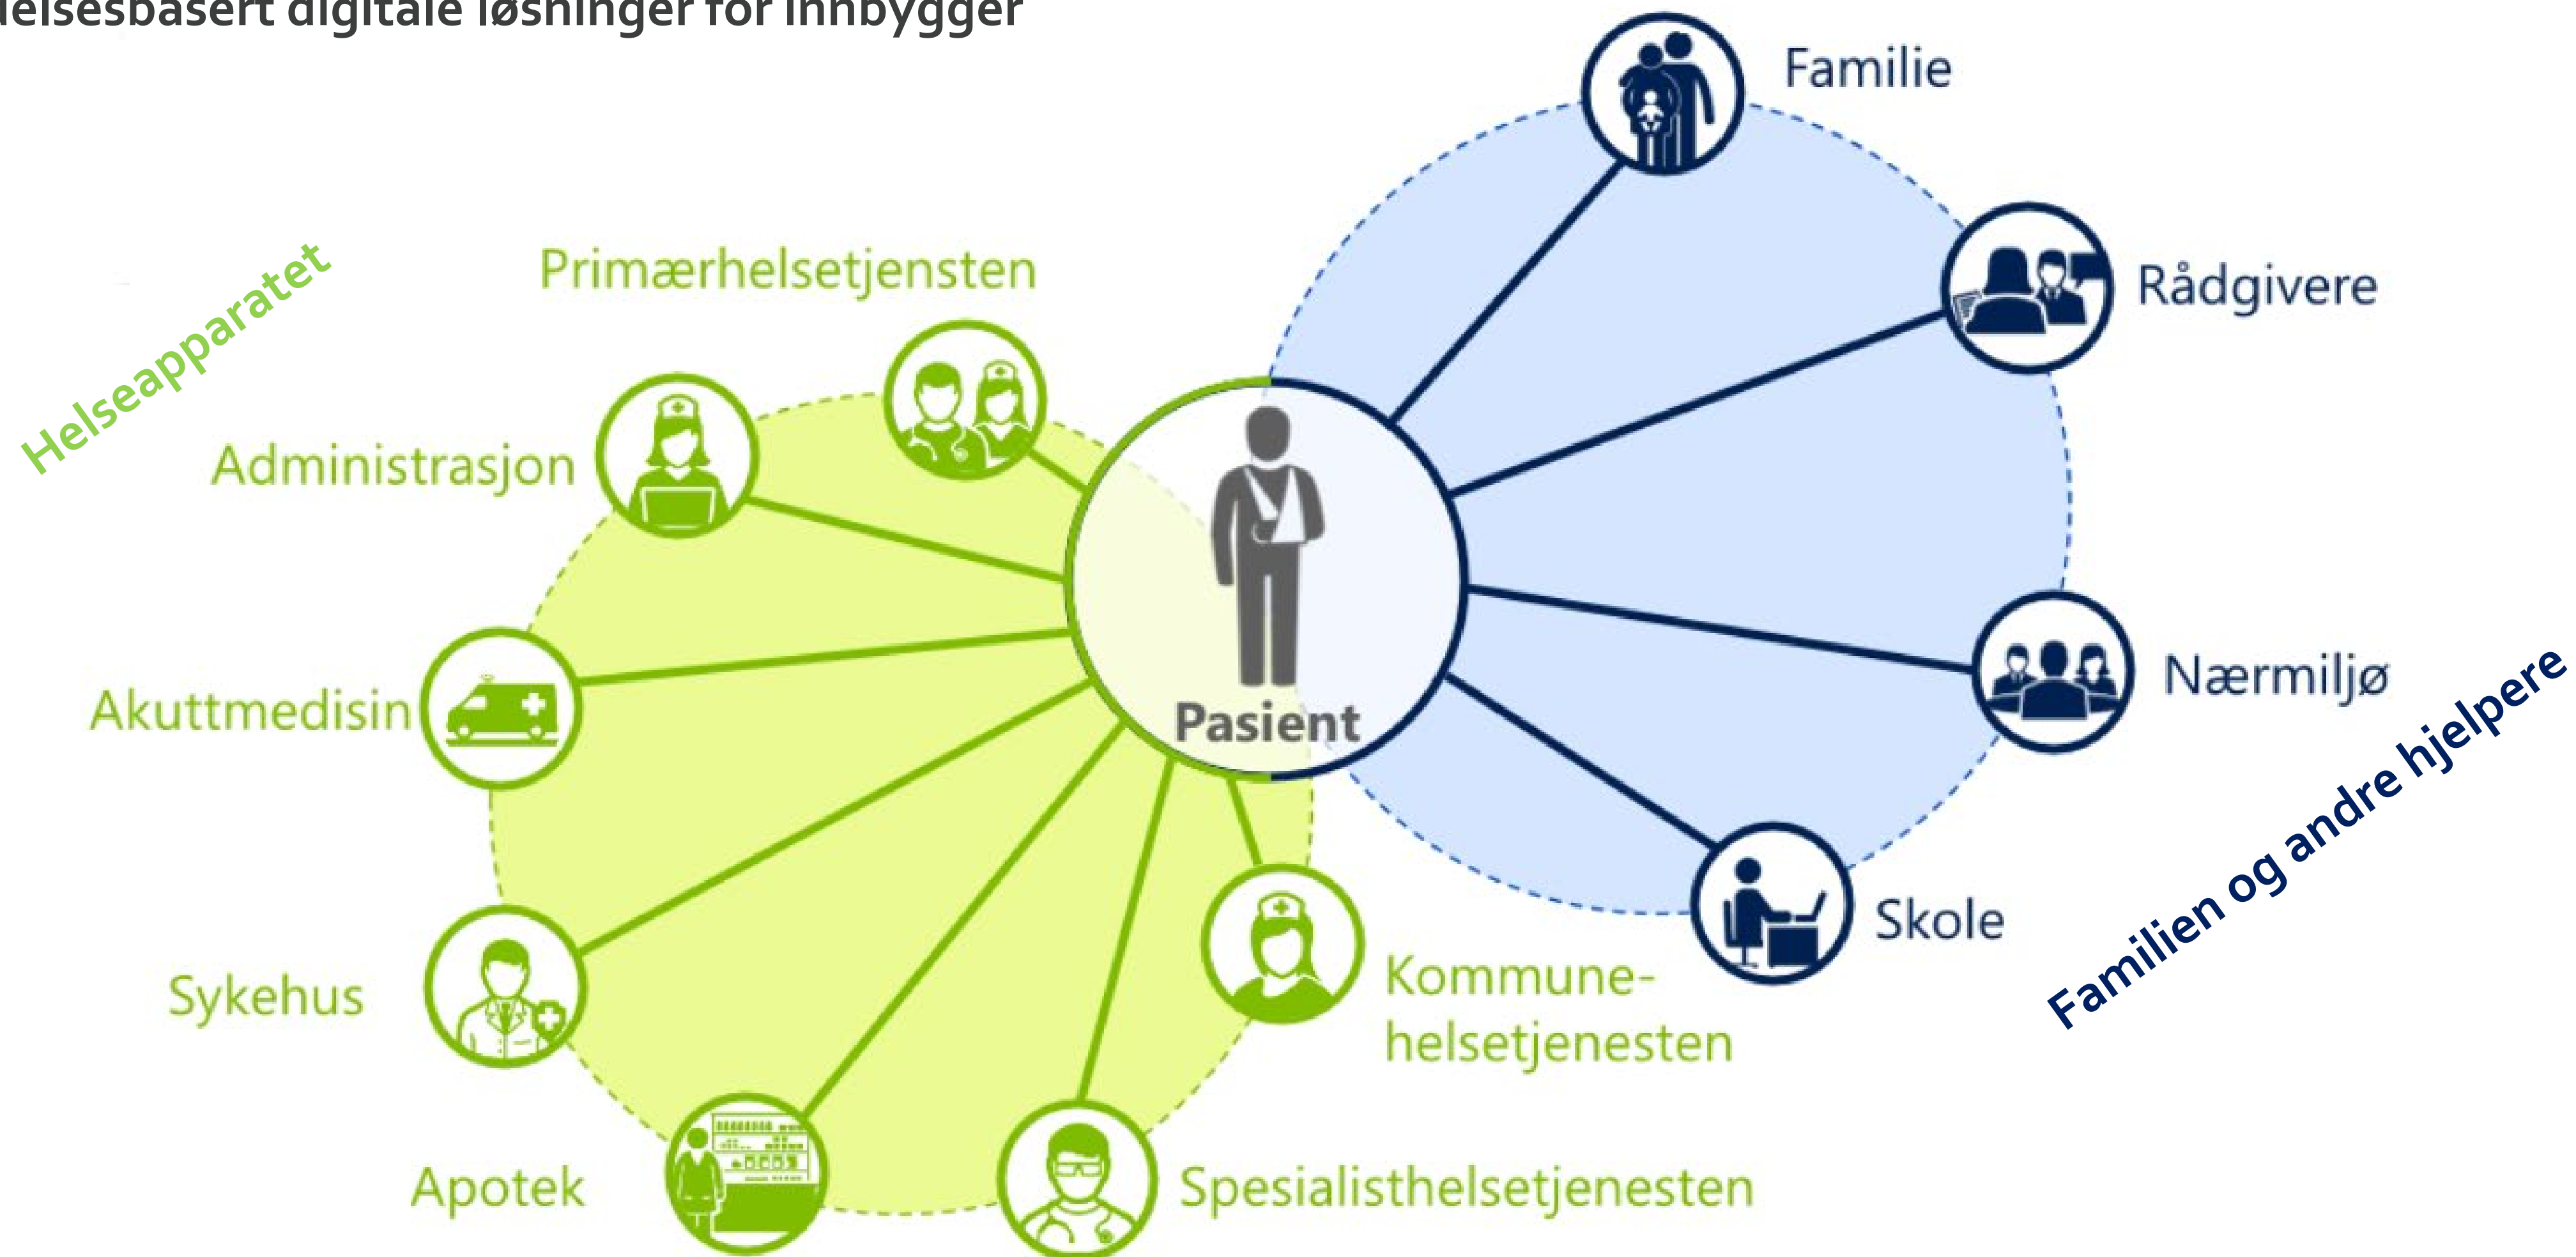 digitale løsninger for innbygger
Familie
Rådgivere
Primærhelsetjensten
Helseapparatet
Administrasjon
Akuttmedisin
Pasient
Nærmiljø
Familien og andre hjelpere
Skole
Sykehus
Kommune-
helsetjenesten
Apotek
Spesialisthelsetjenesten